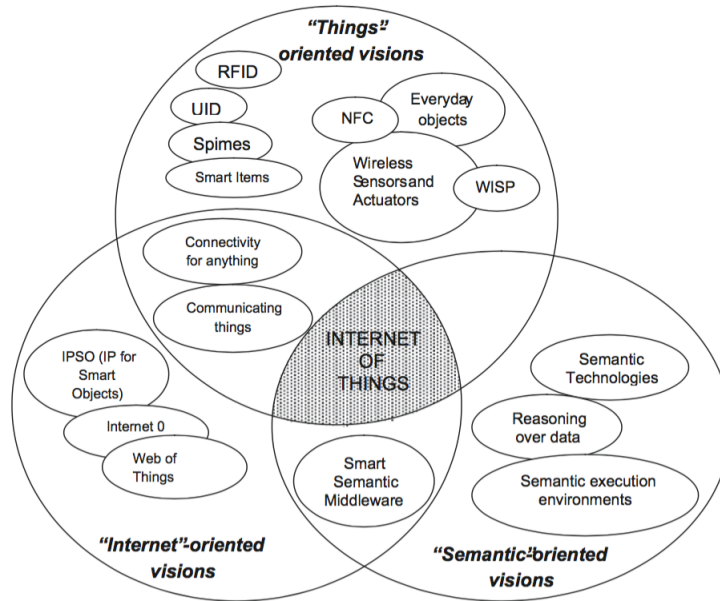 “Things”-
oriented visions
RFID
UID
Spimes
Smart Items
Everyday
objects
NFC
Wireless
Sensors and
Actuators
WISP
Connectivity
for anything
Communicating
things
INTERNET
OF
THINGS
IPSO (IP for
Smart
Objects)
Internet 0
Web of
Things
Semantic
Technologies
Reasoning
over data
Semantic execution
environments
Smart
Semantic
Middleware
“Internet”-oriented
visions
“Semantic”-oriented
visions